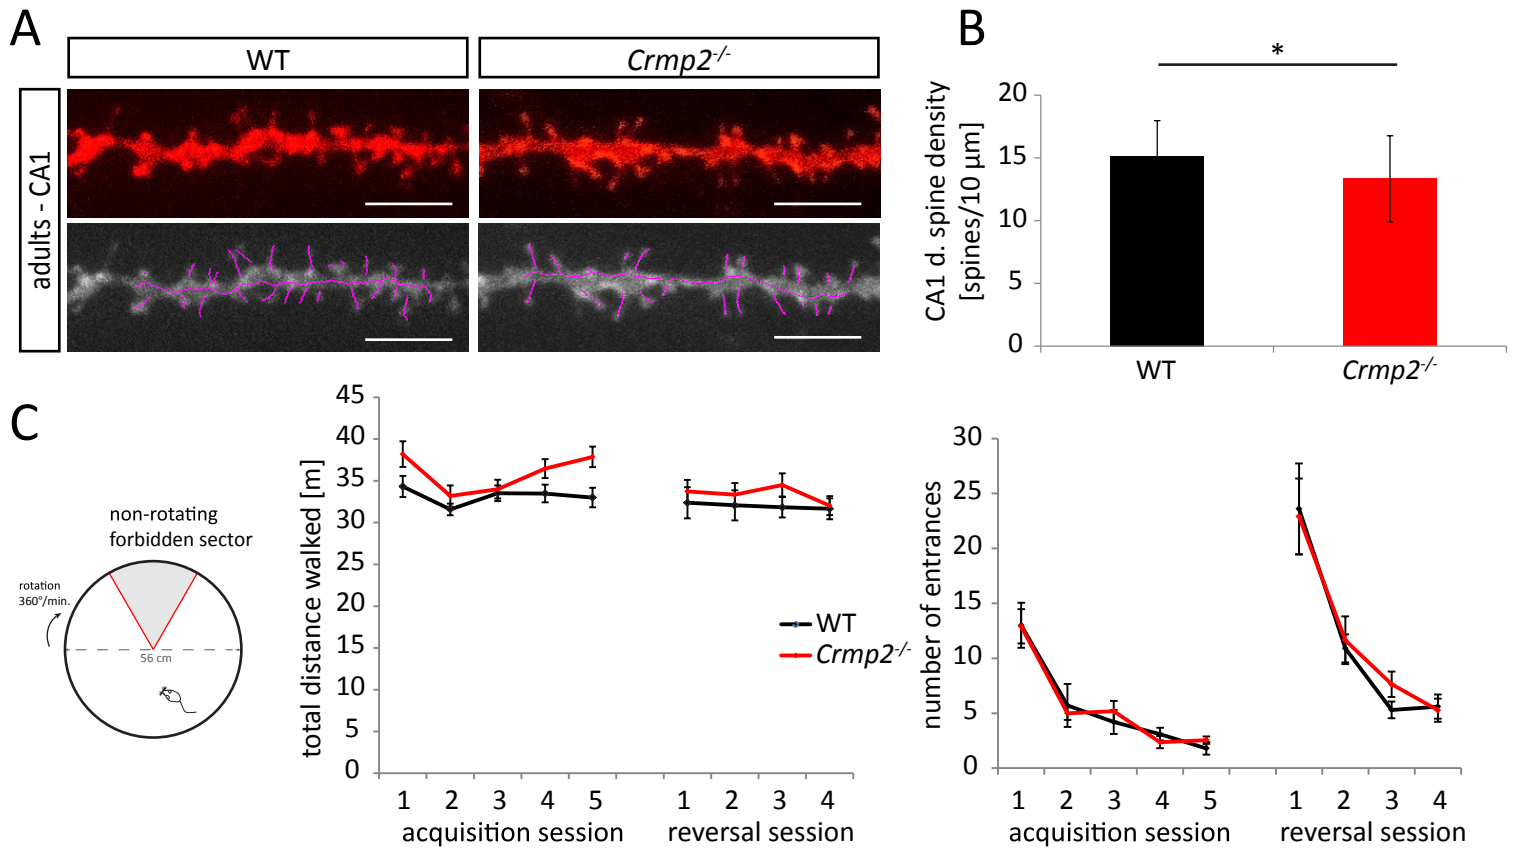 A
WT
Crmp2-/-
adults - CA1
B
*
CA1 d. spine density
[spines/10 µm]
20
15
10
5
0
WT
Crmp2-/-
C
non-rotating
forbidden sector
rotation
360°/min.
56 cm
total distance walked [m]
45
40
35
30
25
20
15
10
5
0
1 2 3 4 5
1 2 3 4
acquisition session
reversal session
WT
Crmp2-/-
number of entrances
30
25
20
15
10
5
0
1 2 3 4 5
1 2 3 4
acquisition session
reversal session